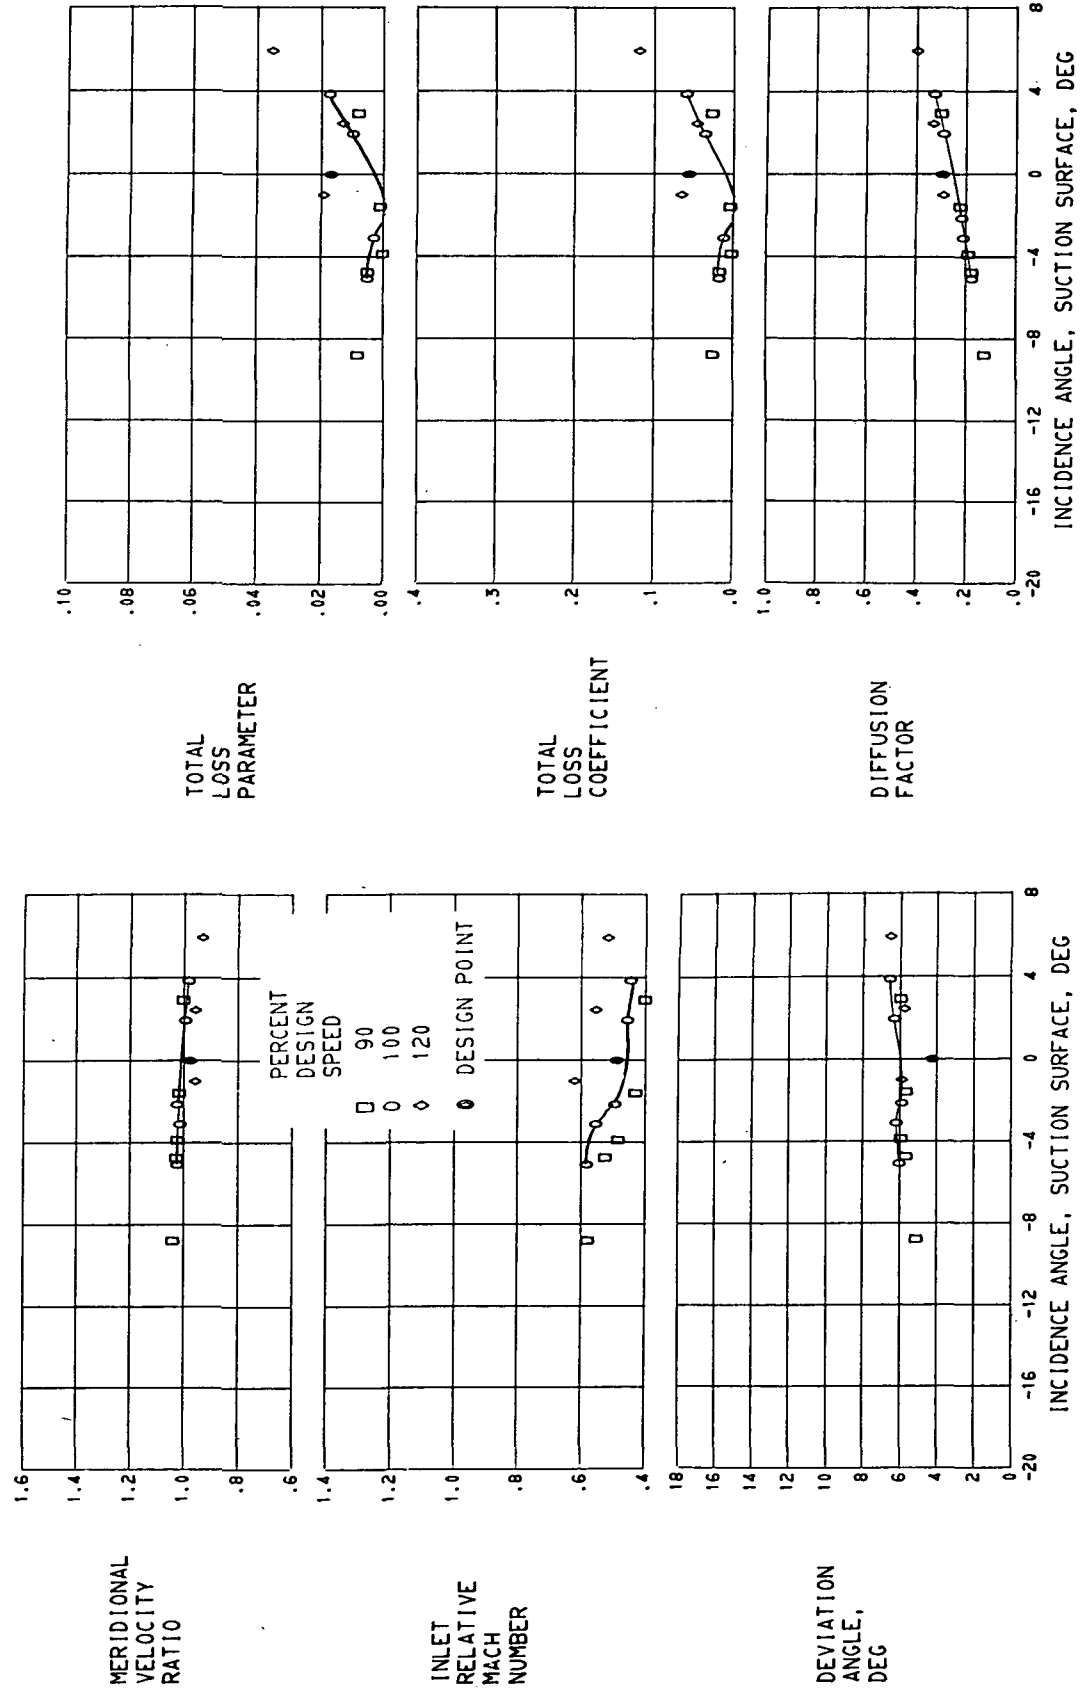 MERIDIONAL
VELOCITY
RATIO
1.6
1.4
1.2
1.0
.8
.6
PERCENT
DESIGN
SPEED
90
100
120
DESIGN POINT
INLET
RELATIVE
MACH
NUMBER
1.4
1.2
1.0
.8
.6
.4
DEVIATION
ANGLE,
DEG
18
16
14
12
10
8
6
4
2
0
-20 -16 -12 -8 -4 0 4 8
INCIDENCE ANGLE, SUCTION SURFACE, DEG
TOTAL
LOSS
PARAMETER
.10
.08
.06
.04
.02
.00
TOTAL
LOSS
COEFFICIENT
.4
.3
.2
.1
.0
DIFFUSION
FACTOR
1.0
.8
.6
.4
.2
.0
-20 -16 -12 -8 -4 0 4 8
INCIDENCE ANGLE, SUCTION SURFACE, DEG